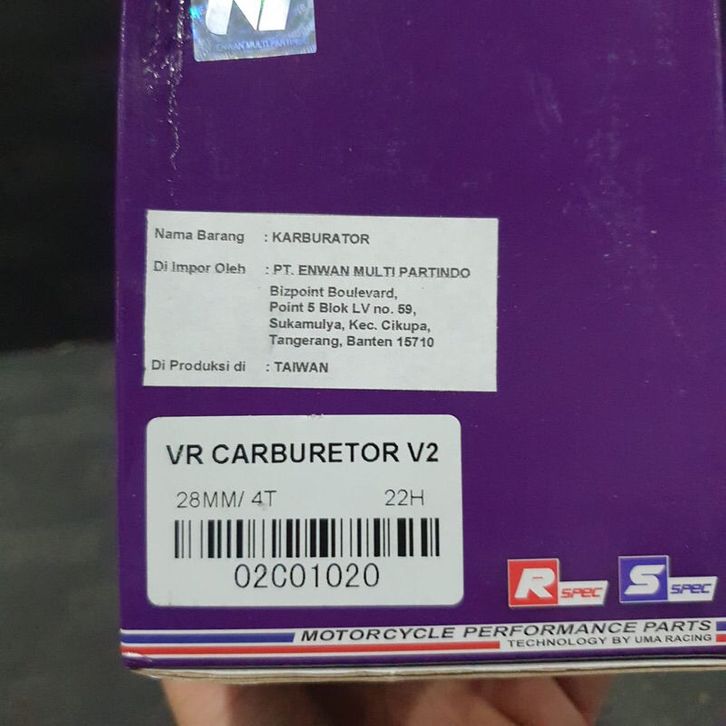 ENWAN MULTI PARTINDO
Nama Barang : KARBURATOR
Di Impor Oleh : PT. ENWAN MULTI PARTINDO
Bizpoint Boulevard,
Point 5 Blok LV no. 59,
Sukamulya, Kec. Cikupa,
Tangerang, Banten 15710
Di Produksi di : TAIWAN
VR CARBURETOR V2
28MM/ 4T 22H
02C01020
R SPEC S SPEC
MOTORCYCLE PERFORMANCE PARTS
TECHNOLOGY BY UMA RACING